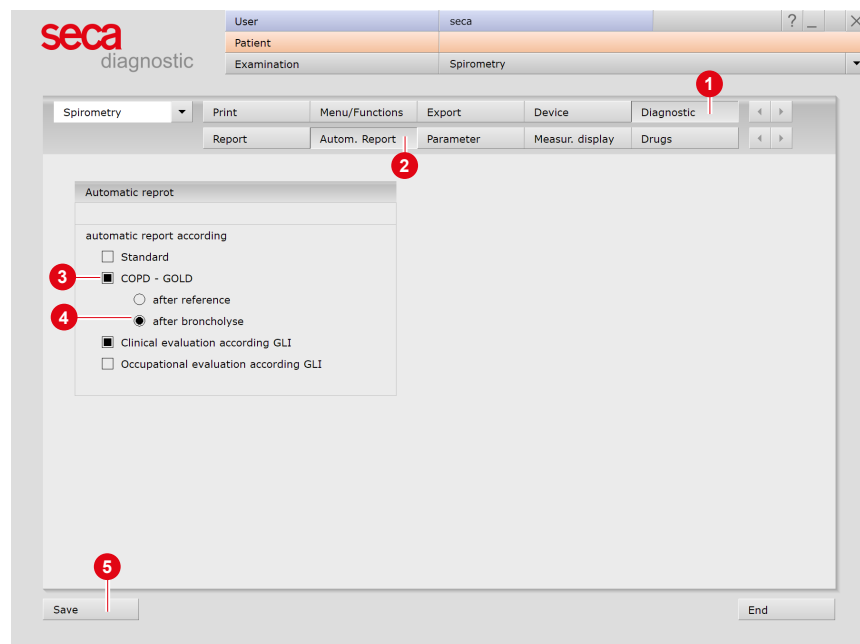 seca
diagnostic
User seca ? _ X
Patient
Examination Spirometry
1
Spirometry Print Menu/Functions Export Device Diagnostic
Report Autom. Report Parameter Measur. display Drugs
2
Automatic reprot
automatic report according
Standard
3 COPD - GOLD
after reference
4 after broncholyse
Clinical evaluation according GLI
Occupational evaluation according GLI
5
Save End